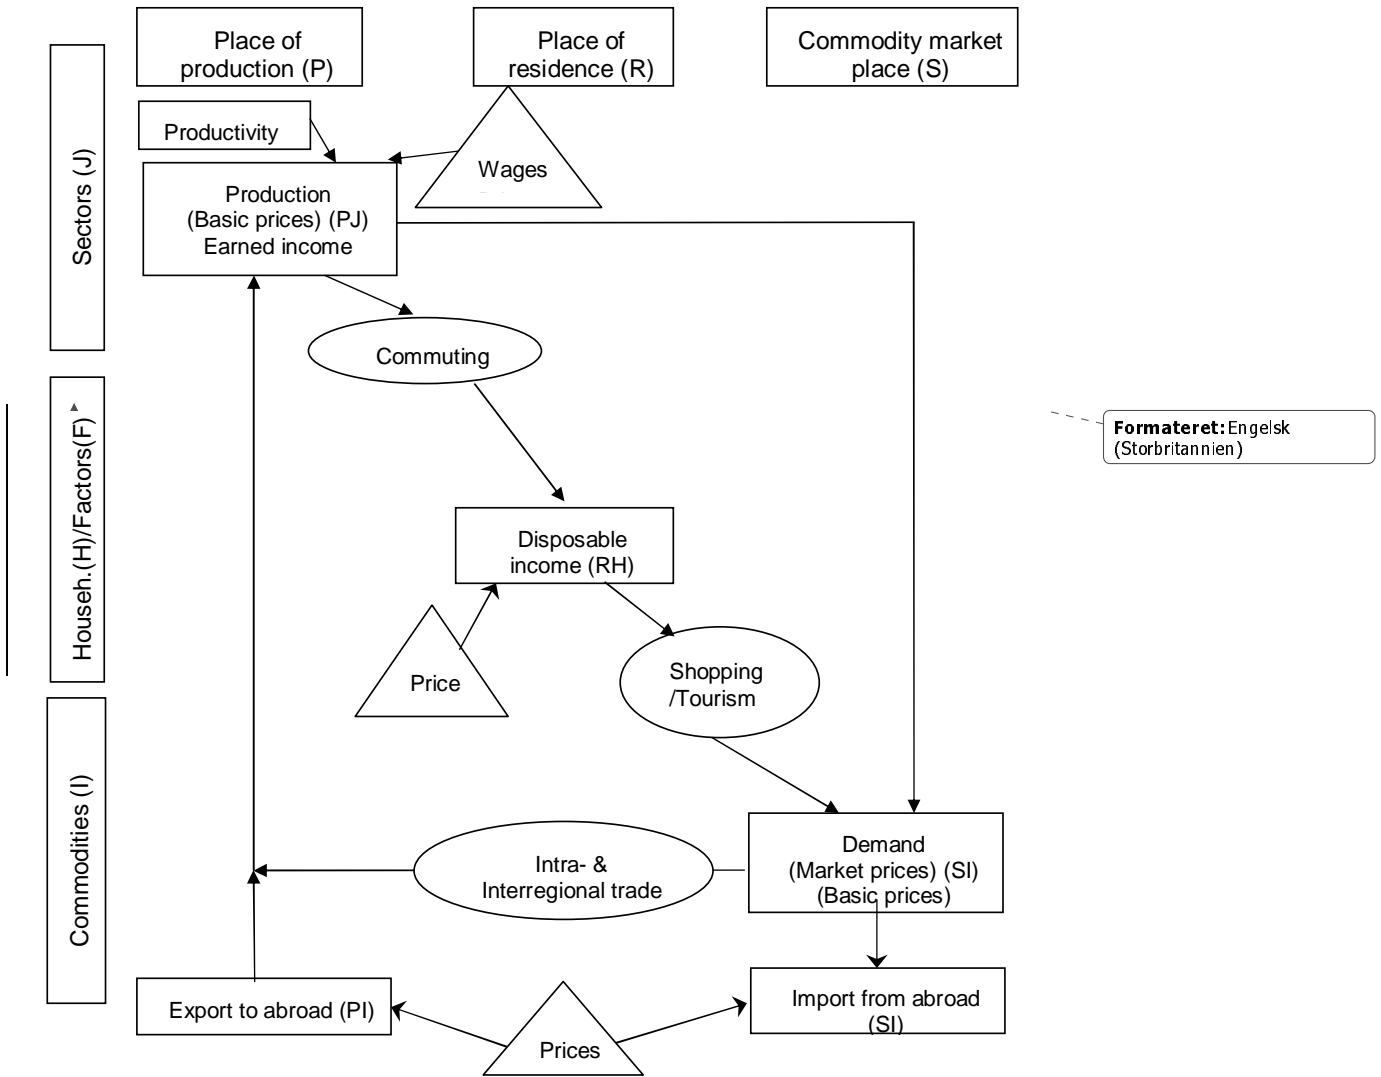 Place of
production (P)
Place of
residence (R)
Commodity market
place (S)
Sectors (J)
Productivity
Wages
Production
(Basic prices) (PJ)
Earned income
Commuting
Househ.(H)/Factors(F)
Formateret: Engelsk
(Storbritannien)
Disposable
income (RH)
Price
Shopping
/Tourism
Commodities (I)
Demand
(Market prices) (SI)
(Basic prices)
Intra- &
Interregional trade
Export to abroad (PI)
Prices
Import from abroad
(SI)